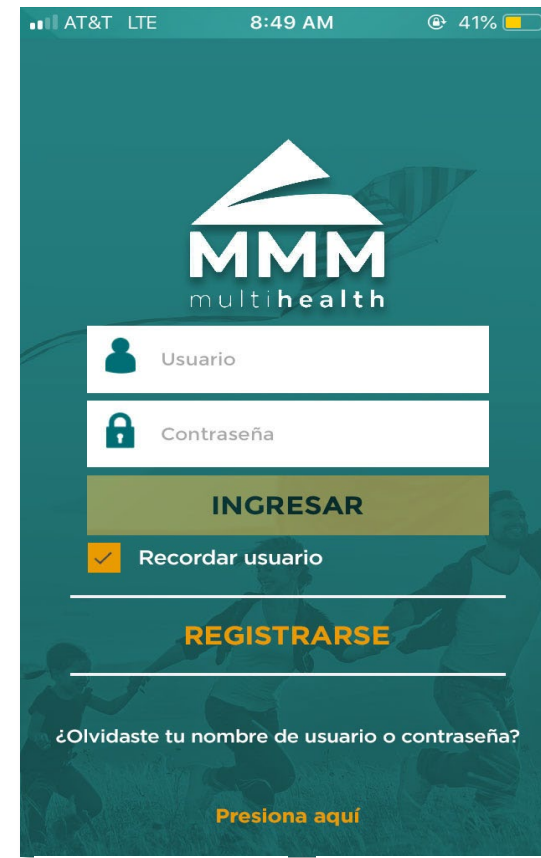 AT&T LTE 8:49 AM 41%
MMM
multihealth
Usuario
Contraseña
INGRESAR
Recordar usuario
REGISTRARSE
¿Olvidaste tu nombre de usuario o contraseña?
Presiona aquí